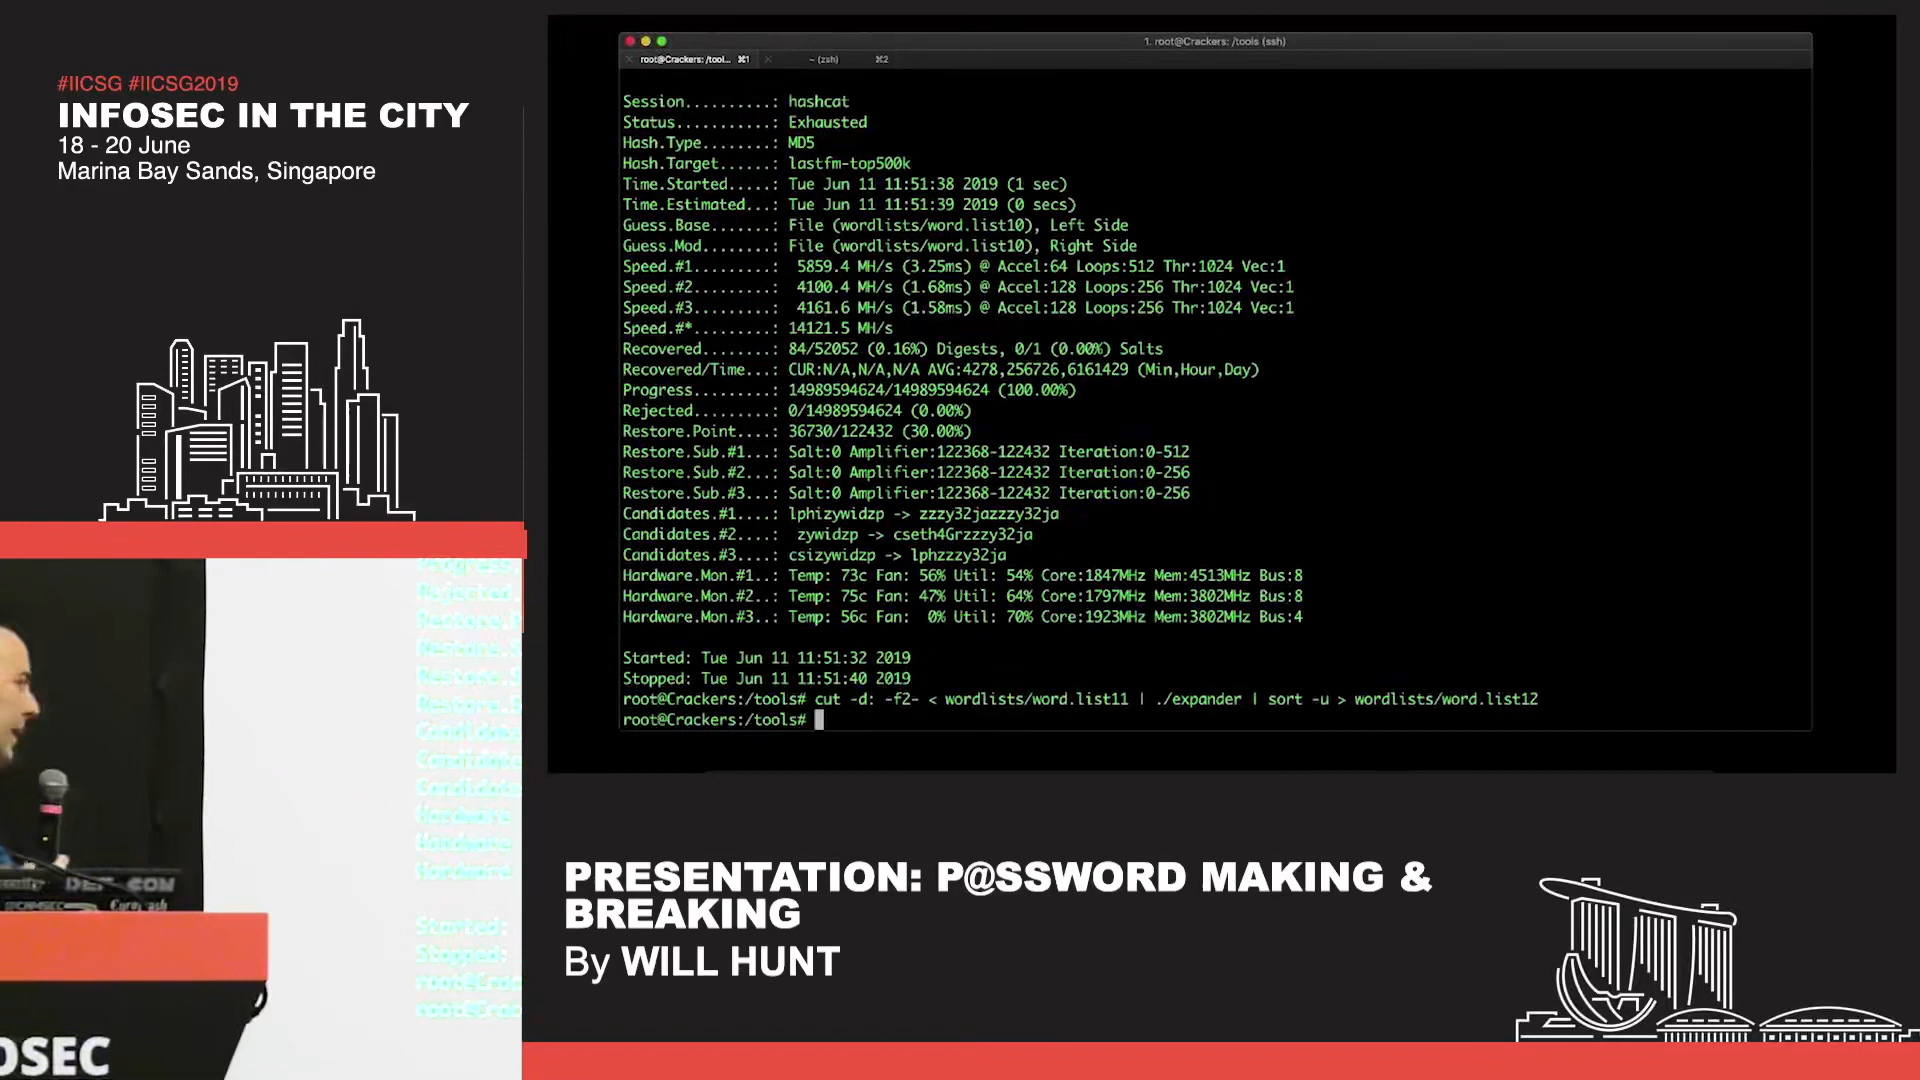 #IICSG #IICSG2019
INFOSEC IN THE CITY
18 - 20 June
Marina Bay Sands, Singapore
1. root@Crackers: /tools (ssh)
root@Crackers: /tool... ⌘1
~ (zsh) ⌘2
Session..........: hashcat
Status...........: Exhausted
Hash.Type........: MD5
Hash.Target......: lastfm-top500k
Time.Started.....: Tue Jun 11 11:51:38 2019 (1 sec)
Time.Estimated...: Tue Jun 11 11:51:39 2019 (0 secs)
Guess.Base.......: File (wordlists/word.list10), Left Side
Guess.Mod........: File (wordlists/word.list10), Right Side
Speed.#1.........:  5859.4 MH/s (3.25ms) @ Accel:64 Loops:512 Thr:1024 Vec:1
Speed.#2.........:  4100.4 MH/s (1.68ms) @ Accel:128 Loops:256 Thr:1024 Vec:1
Speed.#3.........:  4161.6 MH/s (1.58ms) @ Accel:128 Loops:256 Thr:1024 Vec:1
Speed.#*.........: 14121.5 MH/s
Recovered........: 84/52052 (0.16%) Digests, 0/1 (0.00%) Salts
Recovered/Time...: CUR:N/A,N/A,N/A AVG:4278,256726,6161429 (Min,Hour,Day)
Progress.........: 14989594624/14989594624 (100.00%)
Rejected.........: 0/14989594624 (0.00%)
Restore.Point....: 36730/122432 (30.00%)
Restore.Sub.#1...: Salt:0 Amplifier:122368-122432 Iteration:0-512
Restore.Sub.#2...: Salt:0 Amplifier:122368-122432 Iteration:0-256
Restore.Sub.#3...: Salt:0 Amplifier:122368-122432 Iteration:0-256
Candidates.#1....: lphizywidzp -> zzzy32jazzzy32ja
Candidates.#2....:  zywidzp -> cseth4Grzzzy32ja
Candidates.#3....: csizywidzp -> lphzzzy32ja
Hardware.Mon.#1..: Temp: 73c Fan: 56% Util: 54% Core:1847MHz Mem:4513MHz Bus:8
Hardware.Mon.#2..: Temp: 75c Fan: 47% Util: 64% Core:1797MHz Mem:3802MHz Bus:8
Hardware.Mon.#3..: Temp: 56c Fan:  0% Util: 70% Core:1923MHz Mem:3802MHz Bus:4
Started: Tue Jun 11 11:51:32 2019
Stopped: Tue Jun 11 11:51:40 2019
root@Crackers:/tools# cut -d: -f2- < wordlists/word.list11 | ./expander | sort -u > wordlists/word.list12
root@Crackers:/tools#
DEF CON
Started:
Stopped:
OSEC
PRESENTATION: P@SSWORD MAKING &
BREAKING
By WILL HUNT